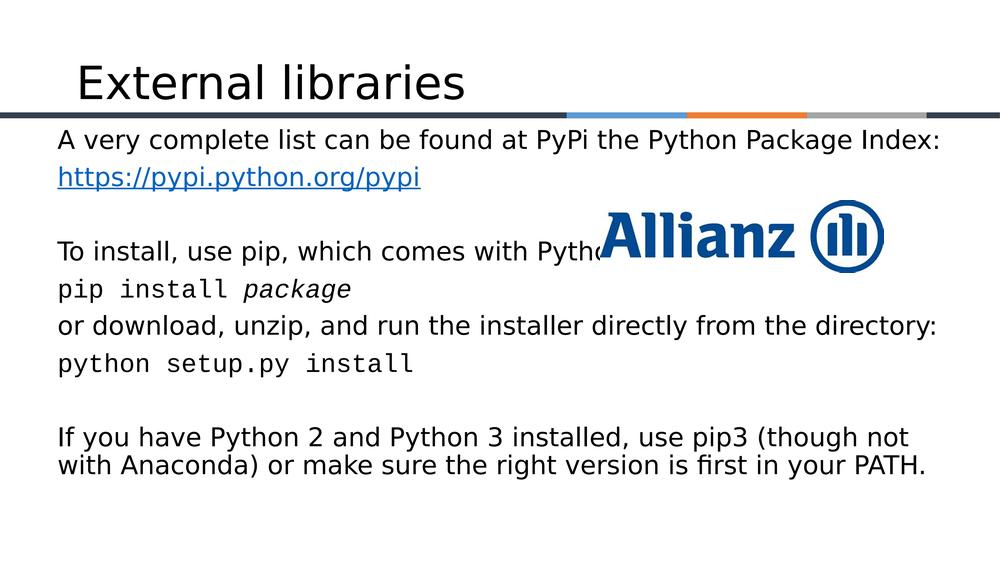 External libraries
A very complete list can be found at PyPi the Python Package Index:
https://pypi.python.org/pypi
To install, use pip, which comes with
Allianz
pip install package
or download, unzip, and run the installer directly from the directory:
python setup.py install
If you have Python 2 and Python 3 installed, use pip3 (though not
with Anaconda) or make sure the right version is first in your PATH.